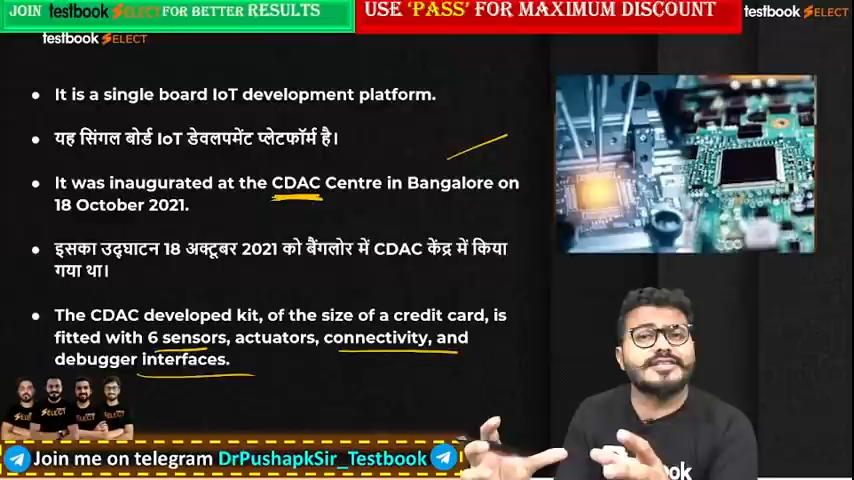 JOIN testbook SELECT FOR BETTER RESULTS
USE ‘PASS’ FOR MAXIMUM DISCOUNT
testbook SELECT
testbook SELECT
It is a single board IoT development platform.
यह सिंगल बोर्ड IoT डेवलपमेंट प्लेटफॉर्म है।
It was inaugurated at the CDAC Centre in Bangalore on
18 October 2021.
इसका उद्घाटन 18 अक्टूबर 2021 को बैंगलोर में CDAC केंद्र में किया
गया था।
The CDAC developed kit, of the size of a credit card, is
fitted with 6 sensors, actuators, connectivity, and
debugger interfaces.
Join me on telegram DrPushapkSir_Testbook